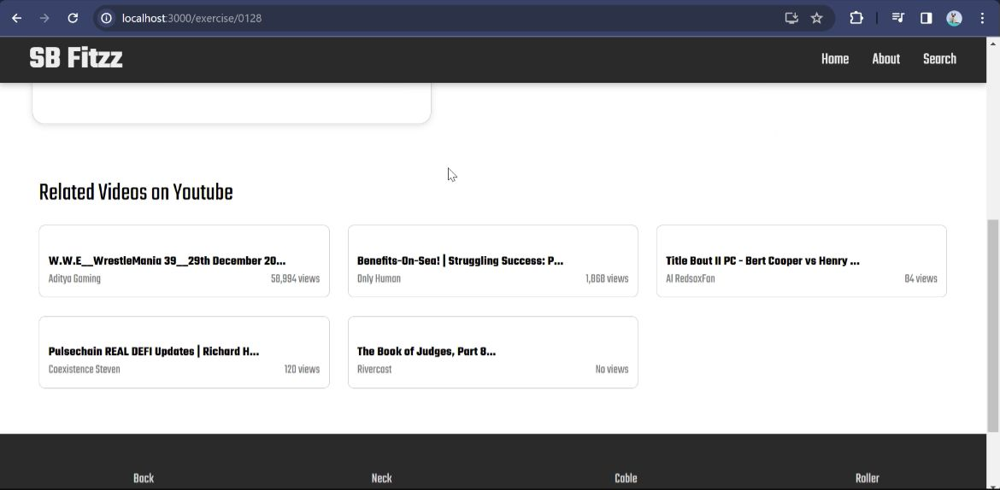 localhost:3000/exercise/0128
SB Fitzz
Home About Search
Related Videos on Youtube
W.W.E__WrestleMania 39__29th December 20...
Aditya Gaming 58,994 views
Benefits-On-Sea! | Struggling Success: P...
Only Human 1,068 views
Title Bout II PC - Bert Cooper vs Henry ...
Al RedsoxFan 84 views
Pulsechain REAL DEFI Updates | Richard H...
Coexistence Steven 120 views
The Book of Judges, Part 8...
Rivercast No views
Back Neck Cable Roller